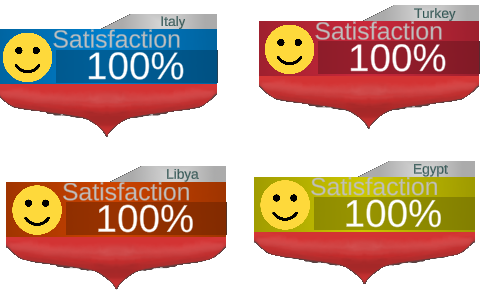 Italy
Satisfaction
100%
Turkey
Satisfaction
100%
Libya
Satisfaction
100%
Egypt
Satisfaction
100%